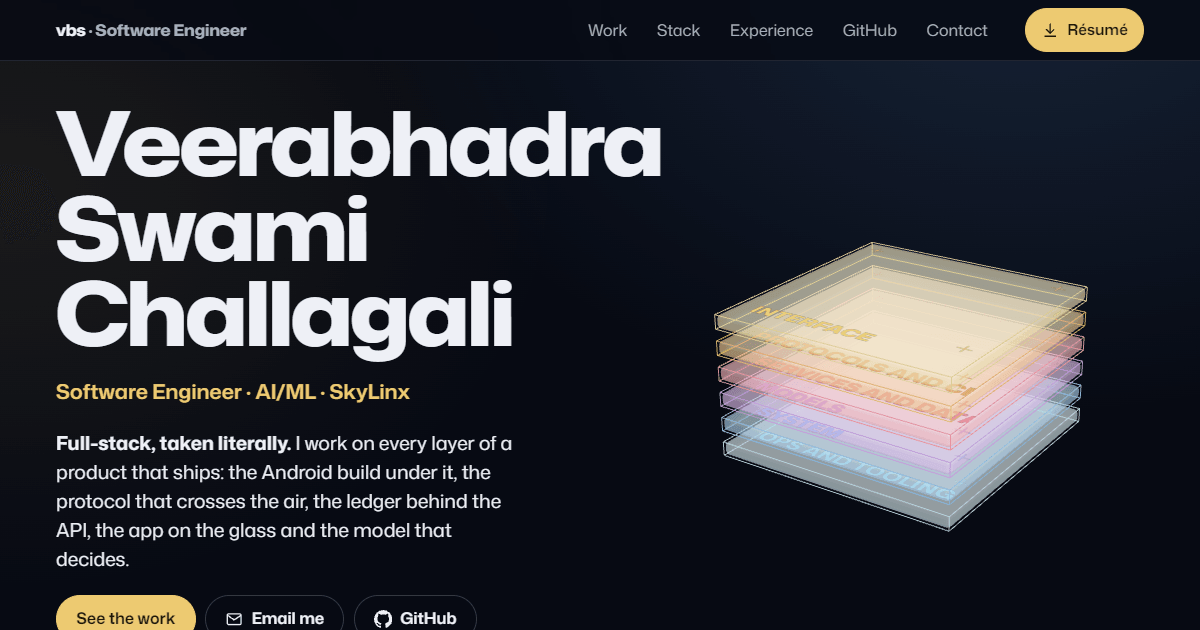 vbs · Software Engineer
Work
Stack
Experience
GitHub
Contact
Résumé
Veerabhadra
Swami
Challagali
Software Engineer · AI/ML · SkyLinx
Full-stack, taken literally. I work on every layer of a
product that ships: the Android build under it, the
protocol that crosses the air, the ledger behind the
API, the app on the glass and the model that
decides.
INTERFACE
AND
AND DATA
OPS AND TOOLING
See the work
Email me
GitHub